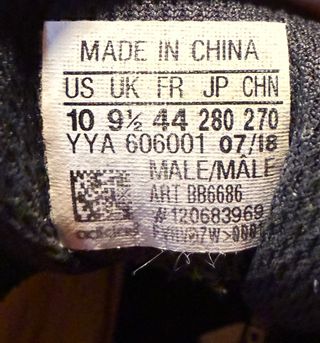 MADE IN CHINA
US UK FR JP CHN
10 9½ 44 280 270
YYA 606001 07/18
MALE/MÂLE
ART BB6686
#120683969
adidas